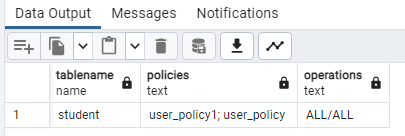 Data Output Messages Notifications
tablename policies operations
name text text
1 student user_policy1; user_policy ALL/ALL